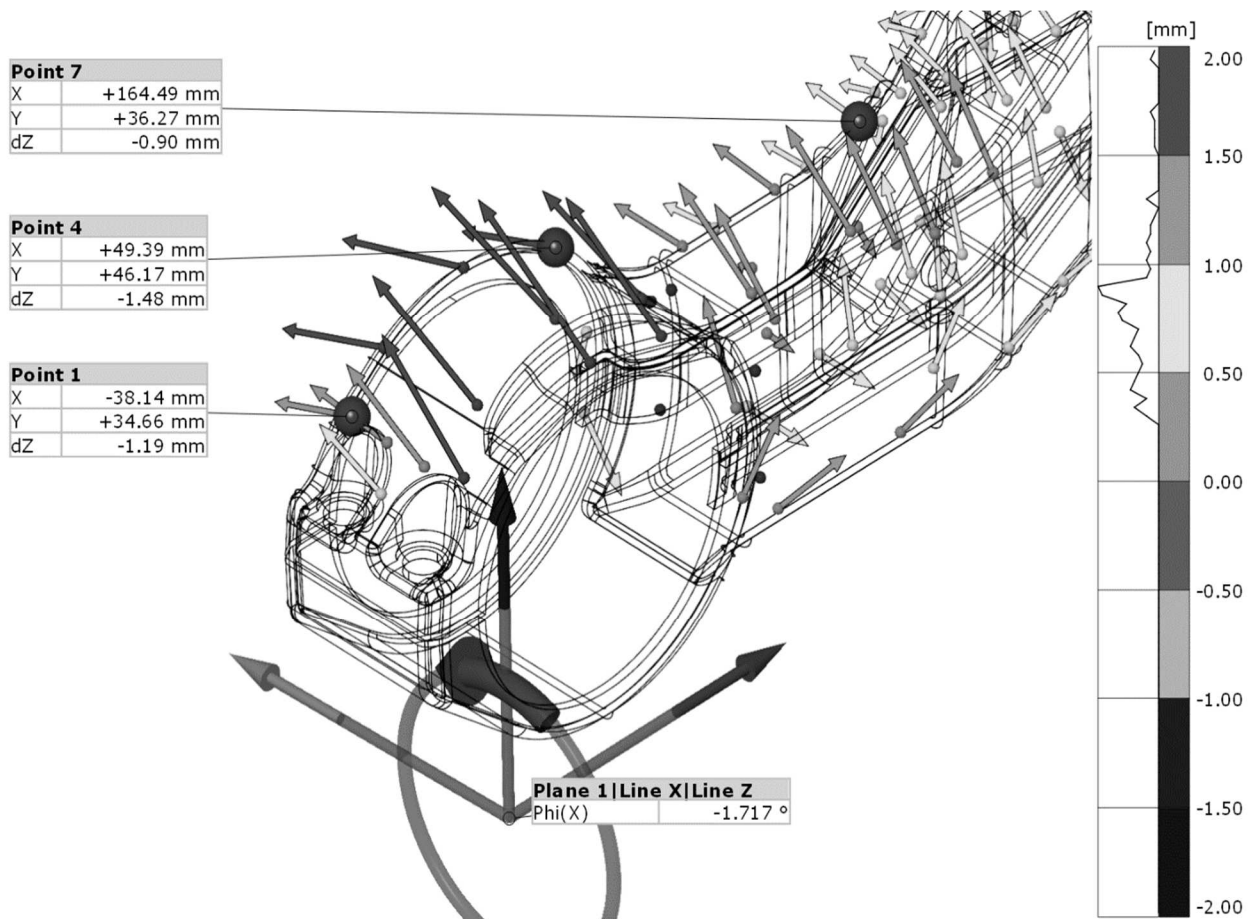 [mm]
Point 7
X +164.49 mm
Y +36.27 mm
dZ -0.90 mm
Point 4
X +49.39 mm
Y +46.17 mm
dZ -1.48 mm
Point 1
X -38.14 mm
Y +34.66 mm
dZ -1.19 mm
Plane 1|Line X|Line Z
Phi(X) -1.717 °
2.00
1.50
1.00
0.50
0.00
-0.50
-1.00
-1.50
-2.00